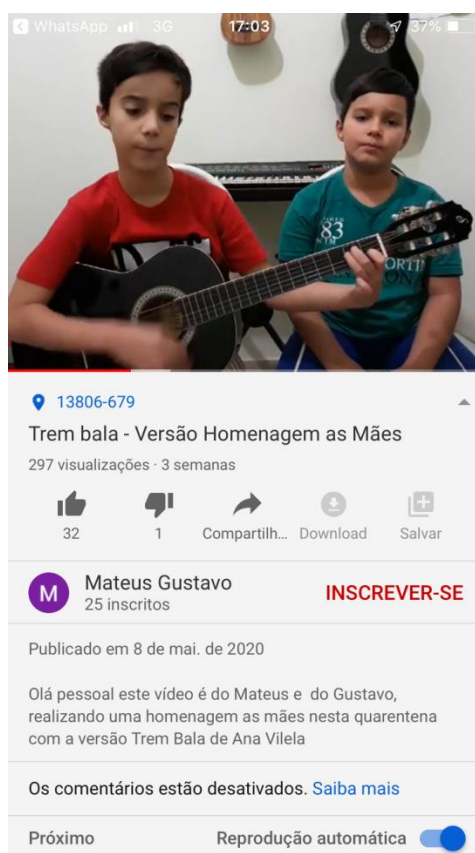 WhatsApp 3G 17:03 37%
83
13806-679
Trem bala - Versão Homenagem as Mães
297 visualizações · 3 semanas
32 1 Compartilh... Download Salvar
M Mateus Gustavo INSCREVER-SE
25 inscritos
Publicado em 8 de mai. de 2020
Olá pessoal este vídeo é do Mateus e do Gustavo,
realizando uma homenagem as mães nesta quarentena
com a versão Trem Bala de Ana Vilela
Os comentários estão desativados. Saiba mais
Próximo Reprodução automática